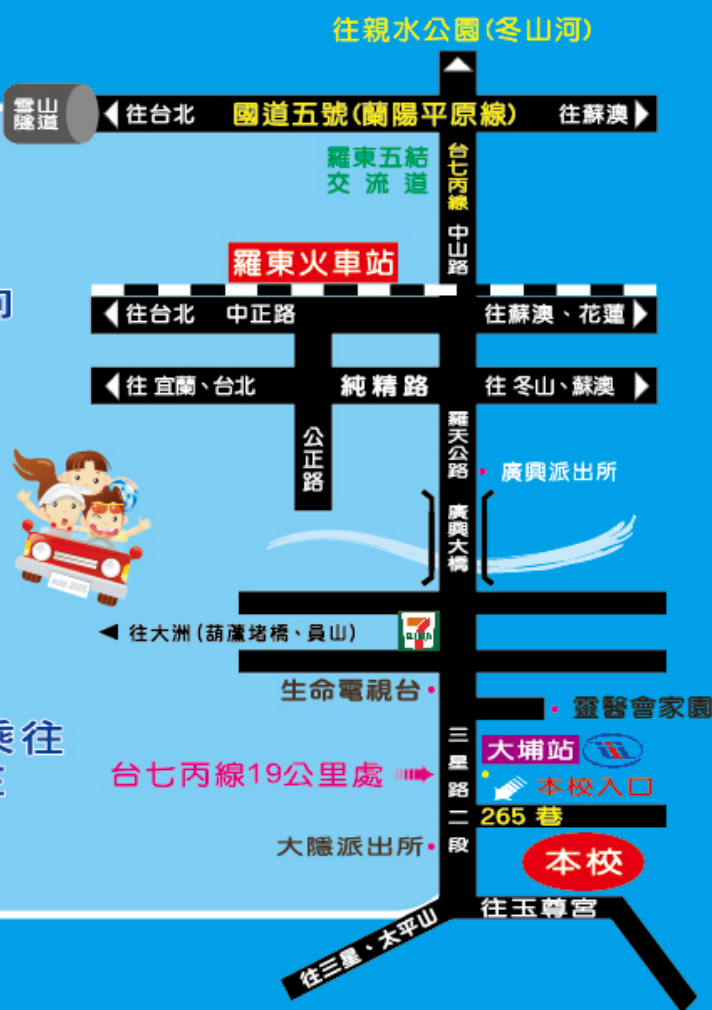 往親水公園(冬山河)
雪山
隧道
往台北 國道五號(蘭陽平原線) 往蘇澳
羅東五結
交流道
台七丙線
中山路
羅東火車站
往台北 中正路 往蘇澳、花蓮
往 宜蘭、台北 純精路 往 冬山、蘇澳
公正路
羅天公路
廣興派出所
廣興大橋
往大洲(葫蘆堵橋、員山)
生命電視台
靈醫會家園
乘往
三星路二段
大埔站
台七丙線19公里處
本校入口
265 巷
大隱派出所
本校
往玉尊宮
往三星、太平山